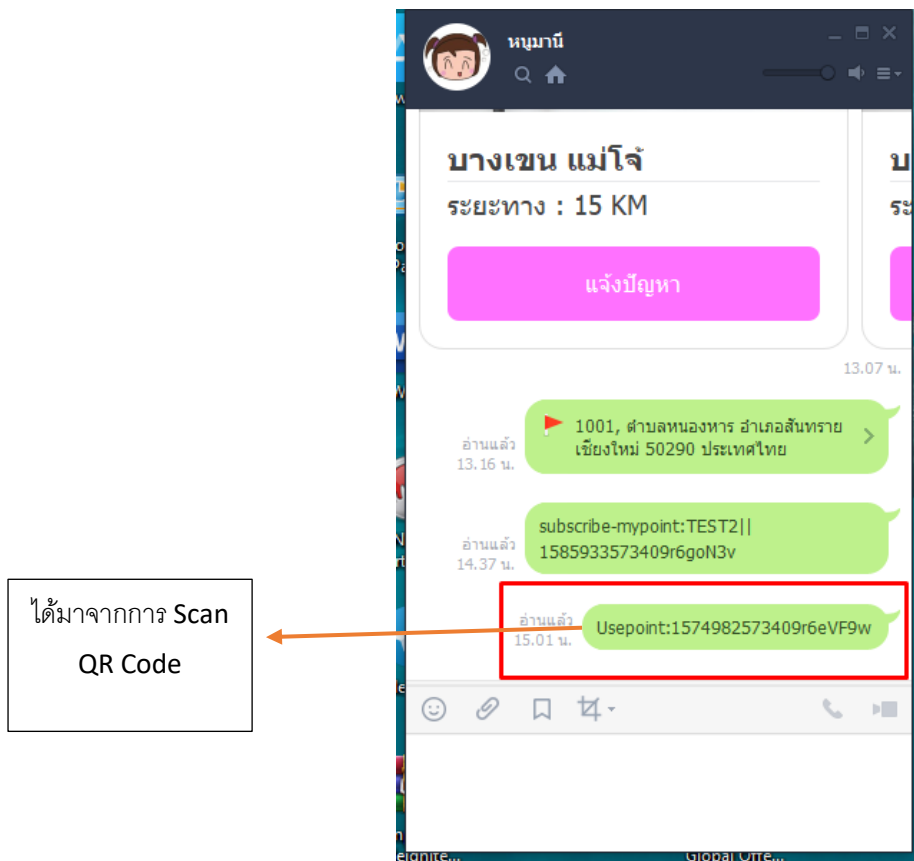 หนูมานี
บางเขน แม่โจ้
ระยะทาง : 15 KM
แจ้งปัญหา
13.07 น.
1001, ตำบลหนองหาร อำเภอสันทราย
เชียงใหม่ 50290 ประเทศไทย
อ่านแล้ว
13.16 น.
subscribe-mypoint:TEST2||
1585933573409r6goN3v
อ่านแล้ว
14.37 น.
Usepoint:1574982573409r6eVF9w
อ่านแล้ว
15.01 น.
ได้มาจากการ Scan
QR Code